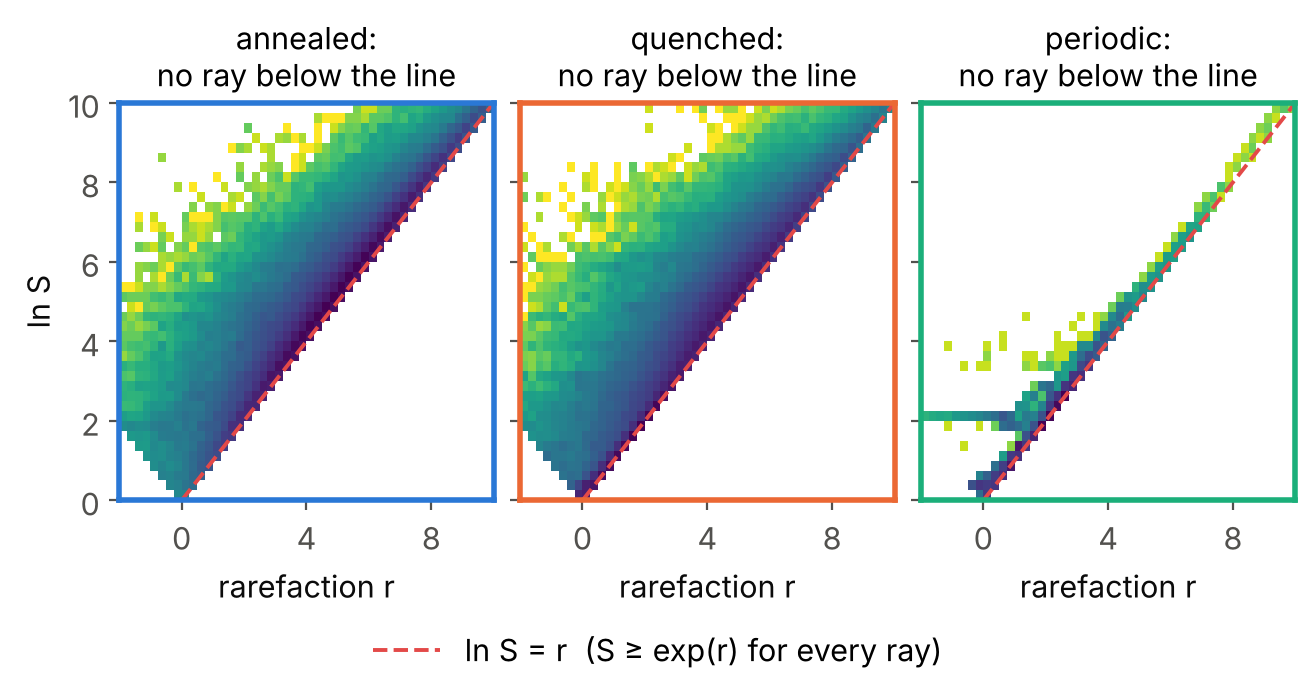 annealed:
no ray below the line
quenched:
no ray below the line
periodic:
no ray below the line
ln S
10
8
6
4
2
0
0 4 8
0 4 8
0 4 8
rarefaction r
rarefaction r
rarefaction r
ln S = r (S ≥ exp(r) for every ray)